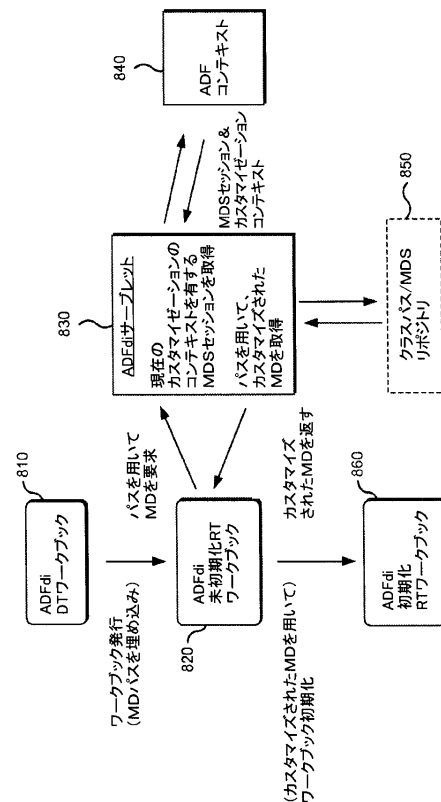 810
ADFdi
DTワークブック
ワークブック発行
(MDパスを埋め込み)
820
ADFdi
未初期化RT
ワークブック
パスを用いて
MDを要求
カスタマイズ
されたMDを返す
(カスタマイズされたMDを用いて)
ワークブック初期化
860
ADFdi
初期化
RTワークブック
830
ADFdiサーブレット
現在の
カスタマイゼーションの
コンテキストを有する
MDSセッションを取得
パスを用いて、
カスタマイズされた
MDを取得
840
ADF
コンテキスト
MDSセッション&
カスタマイゼーション
コンテキスト
850
クラスパス/MDS
リポジトリ